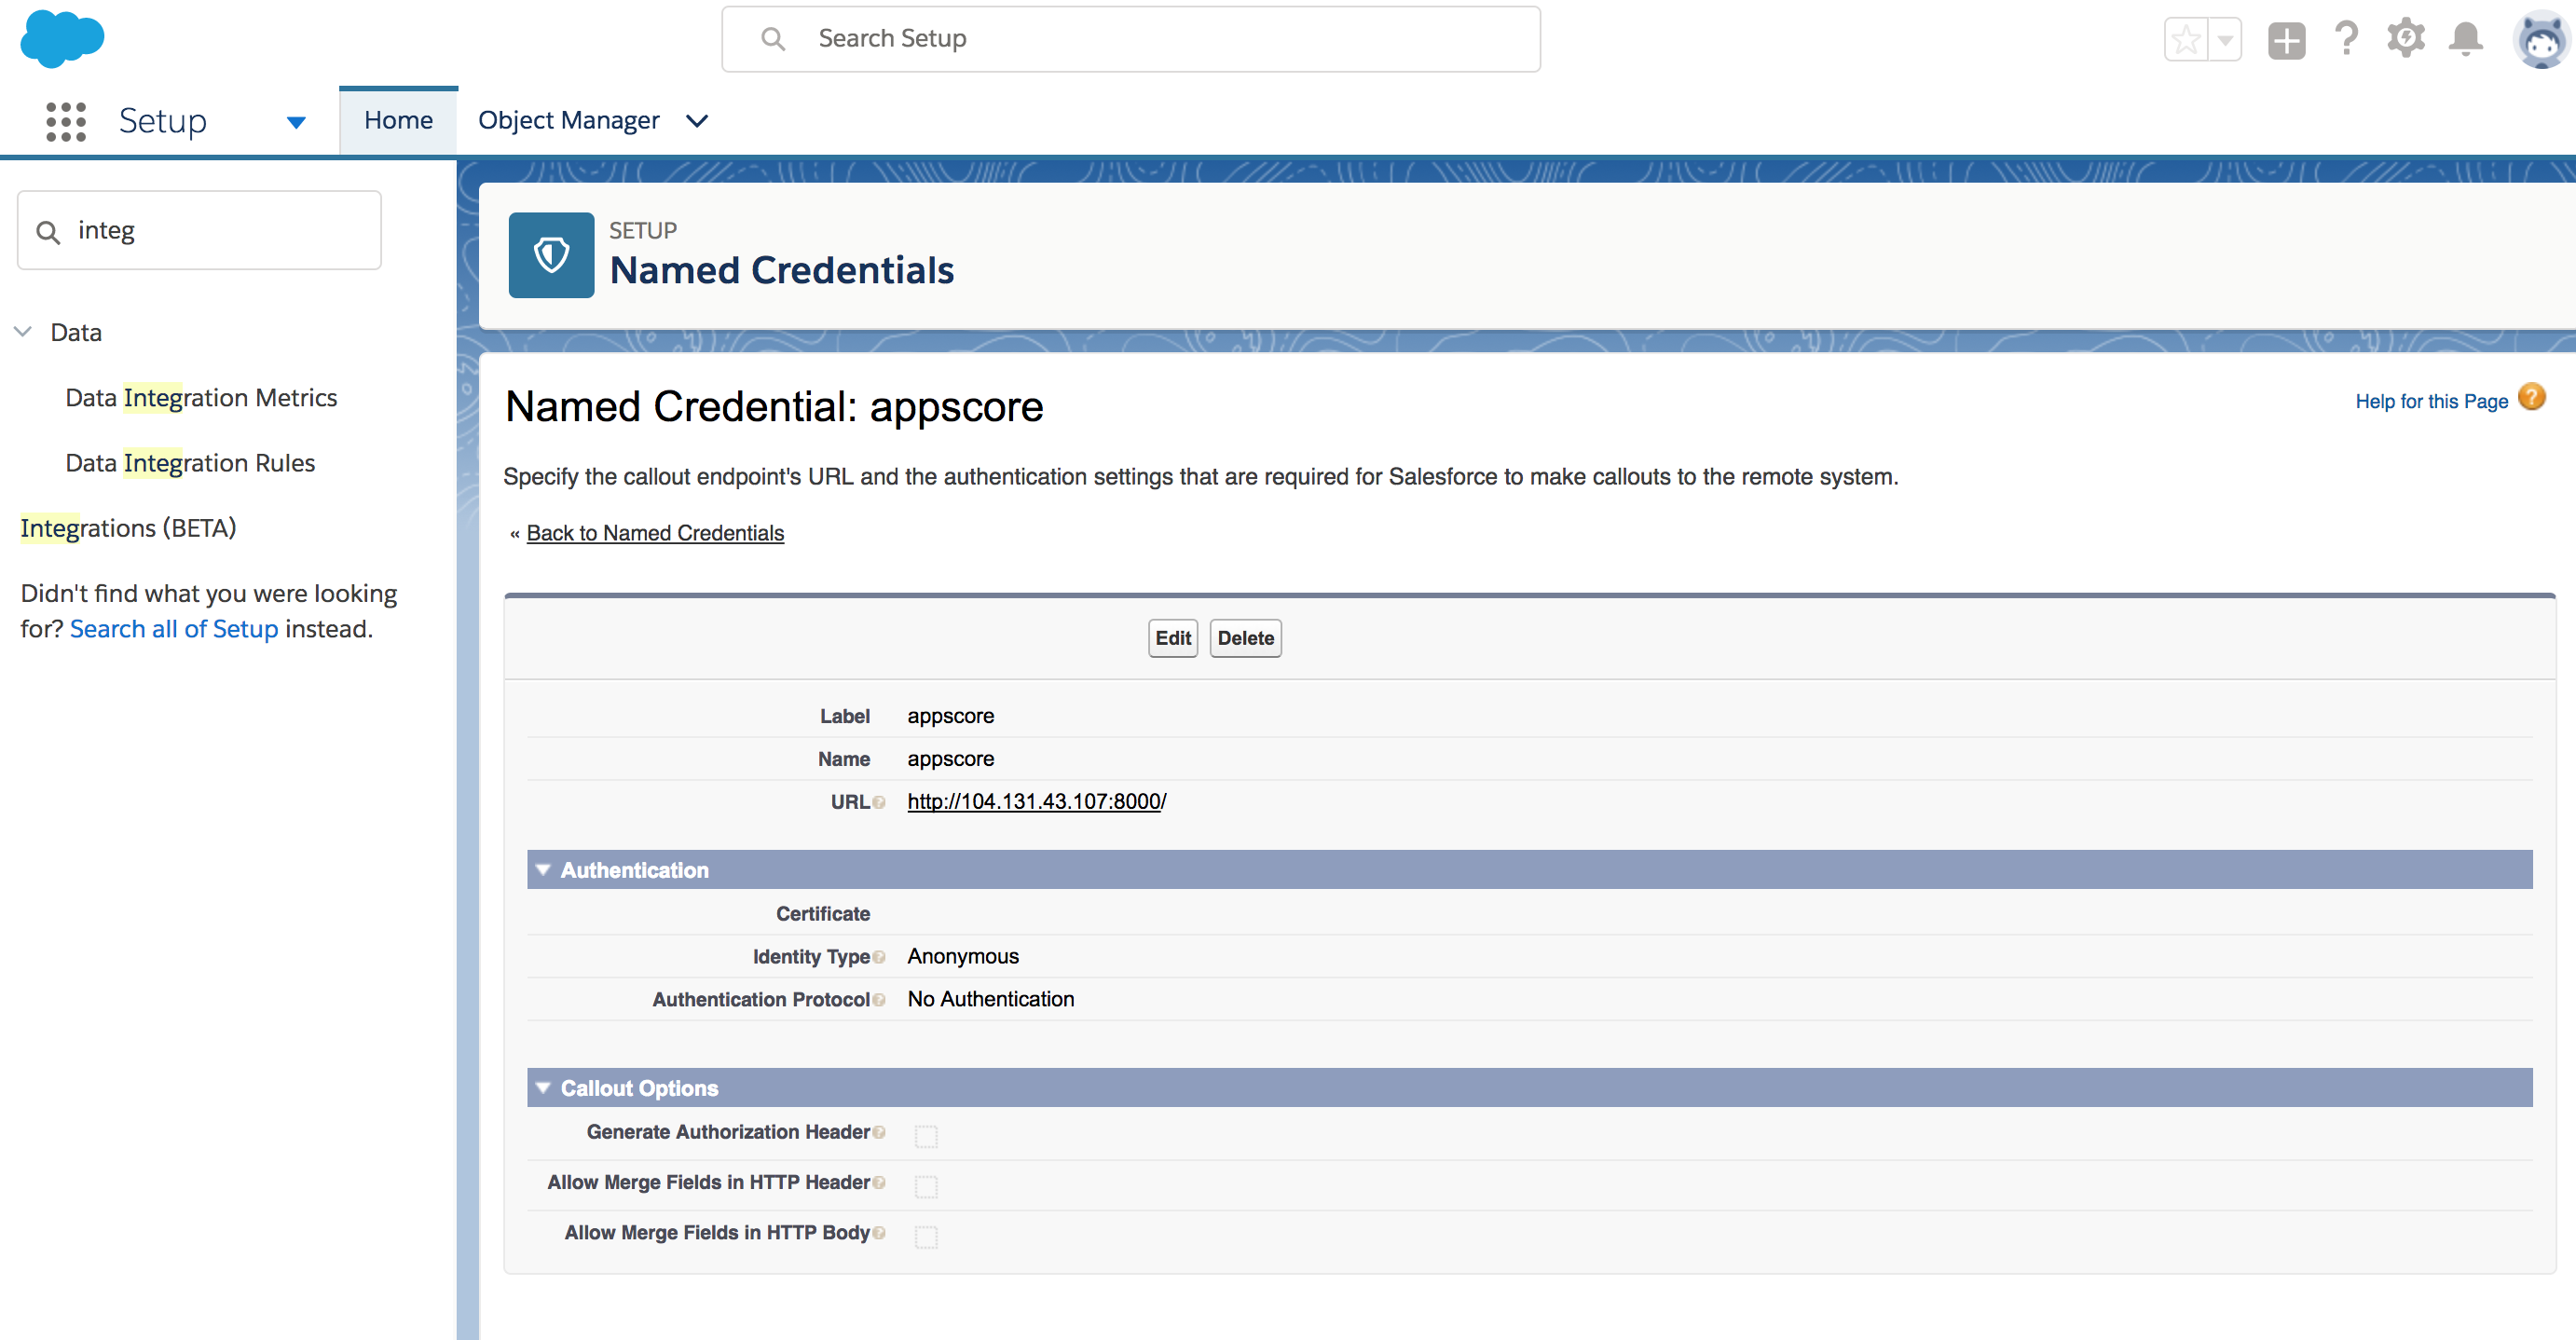 Search Setup
Setup
Home
Object Manager
integ
Data
Data Integration Metrics
Data Integration Rules
Integrations (BETA)
Didn't find what you were looking
for? Search all of Setup instead.
SETUP
Named Credentials
Named Credential: appscore
Help for this Page ?
Specify the callout endpoint's URL and the authentication settings that are required for Salesforce to make callouts to the remote system.
« Back to Named Credentials
Edit Delete
Label appscore
Name appscore
URL ? http://104.131.43.107:8000/
Authentication
Certificate
Identity Type ? Anonymous
Authentication Protocol ? No Authentication
Callout Options
Generate Authorization Header ?
Allow Merge Fields in HTTP Header ?
Allow Merge Fields in HTTP Body ?